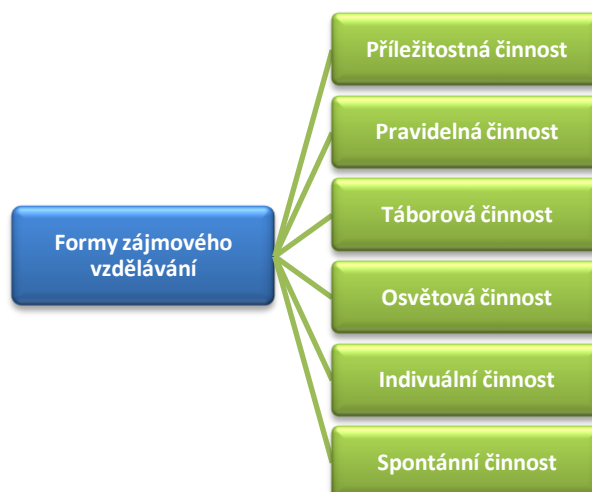 Příležitostná činnost
Pravidelná činnost
Táborová činnost
Formy zájmového
vzdělávání
Osvětová činnost
Indivuální činnost
Spontánní činnost